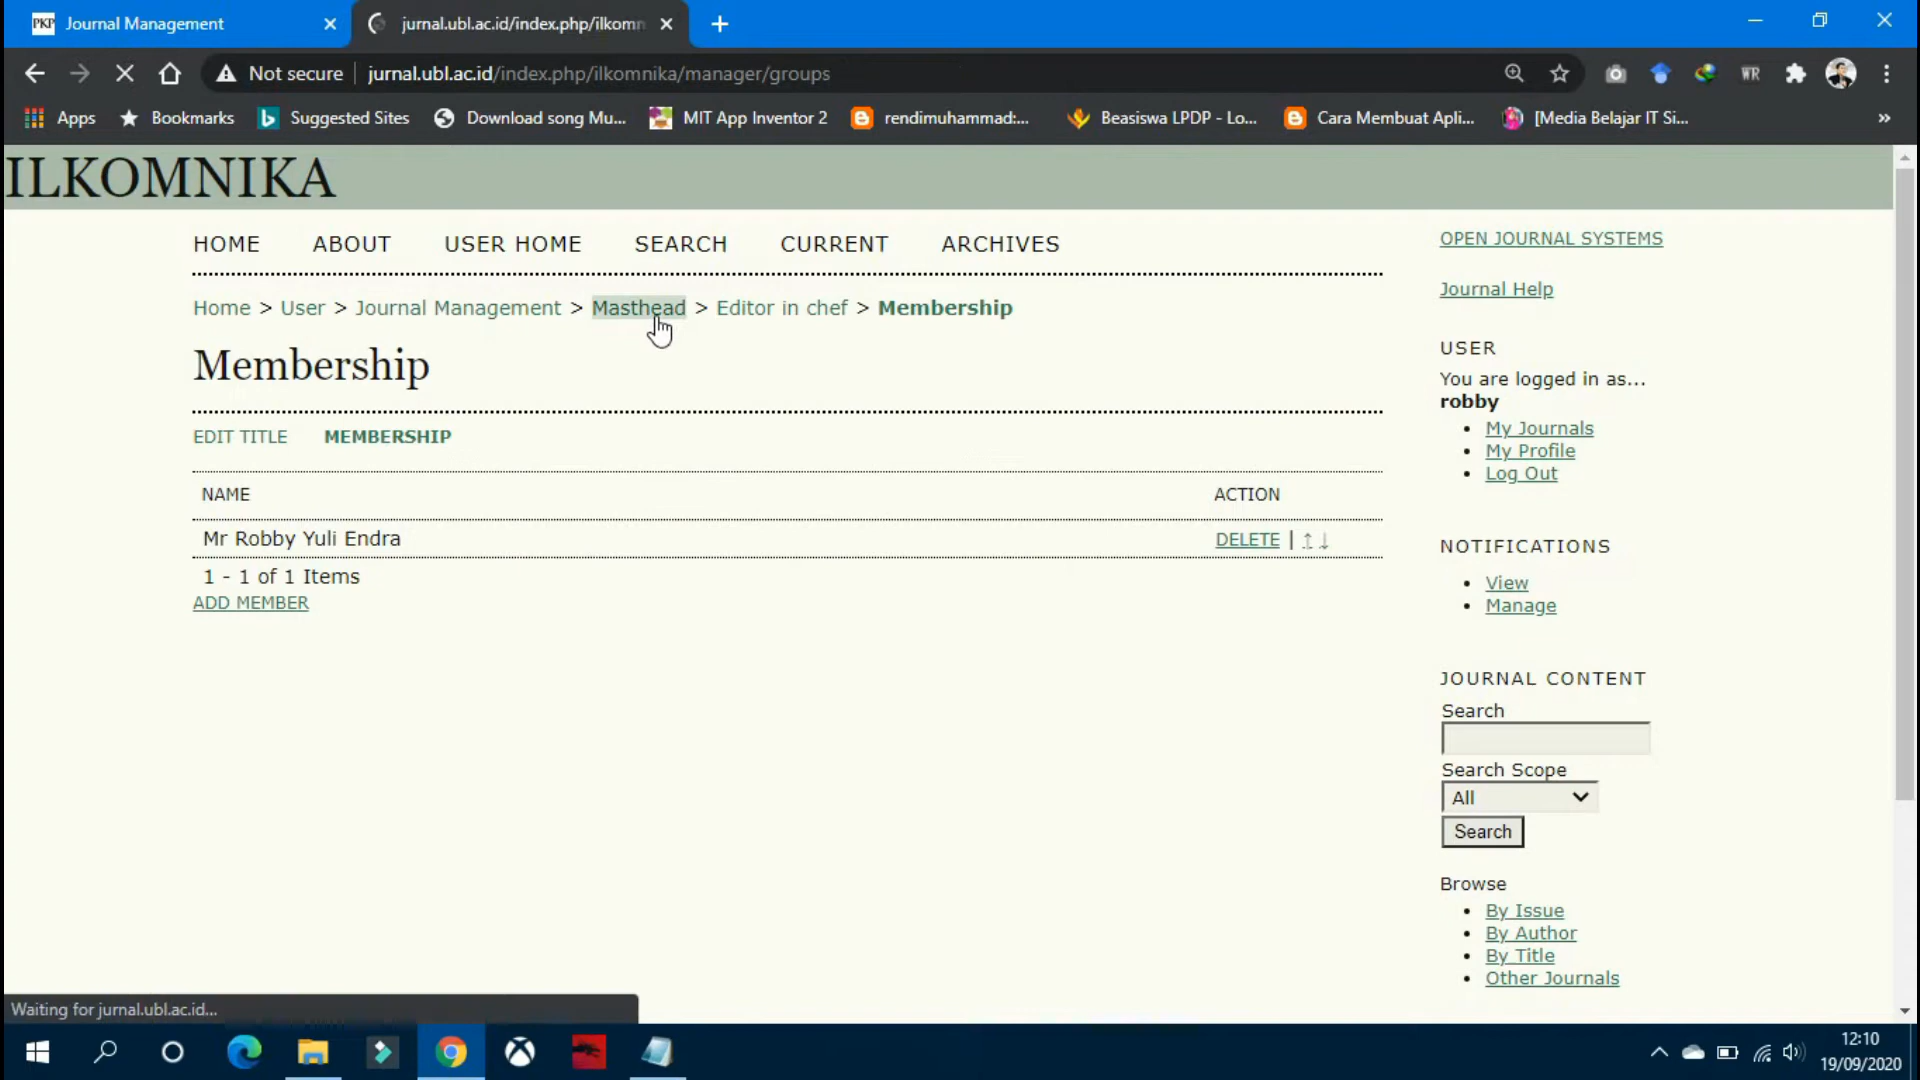 PKP Journal Management
jurnal.ubl.ac.id/index.php/ilkomn
Not secure jurnal.ubl.ac.id/index.php/ilkomnika/manager/groups
WR
Apps Bookmarks Suggested Sites Download song Mu... MIT App Inventor 2 rendimuhammad:... Beasiswa LPDP - Lo... Cara Membuat Apli... [Media Belajar IT Si... »
ILKOMNIKA
HOME ABOUT USER HOME SEARCH CURRENT ARCHIVES
Home > User > Journal Management > Masthead > Editor in chef > Membership
Membership
EDIT TITLE MEMBERSHIP
NAME ACTION
Mr Robby Yuli Endra DELETE | ↑ ↓
1 - 1 of 1 Items
ADD MEMBER
OPEN JOURNAL SYSTEMS
Journal Help
USER
You are logged in as...
robby
My Journals
My Profile
Log Out
NOTIFICATIONS
View
Manage
JOURNAL CONTENT
Search
Search Scope
All
Search
Browse
By Issue
By Author
By Title
Other Journals
Waiting for jurnal.ubl.ac.id...
12:10
19/09/2020